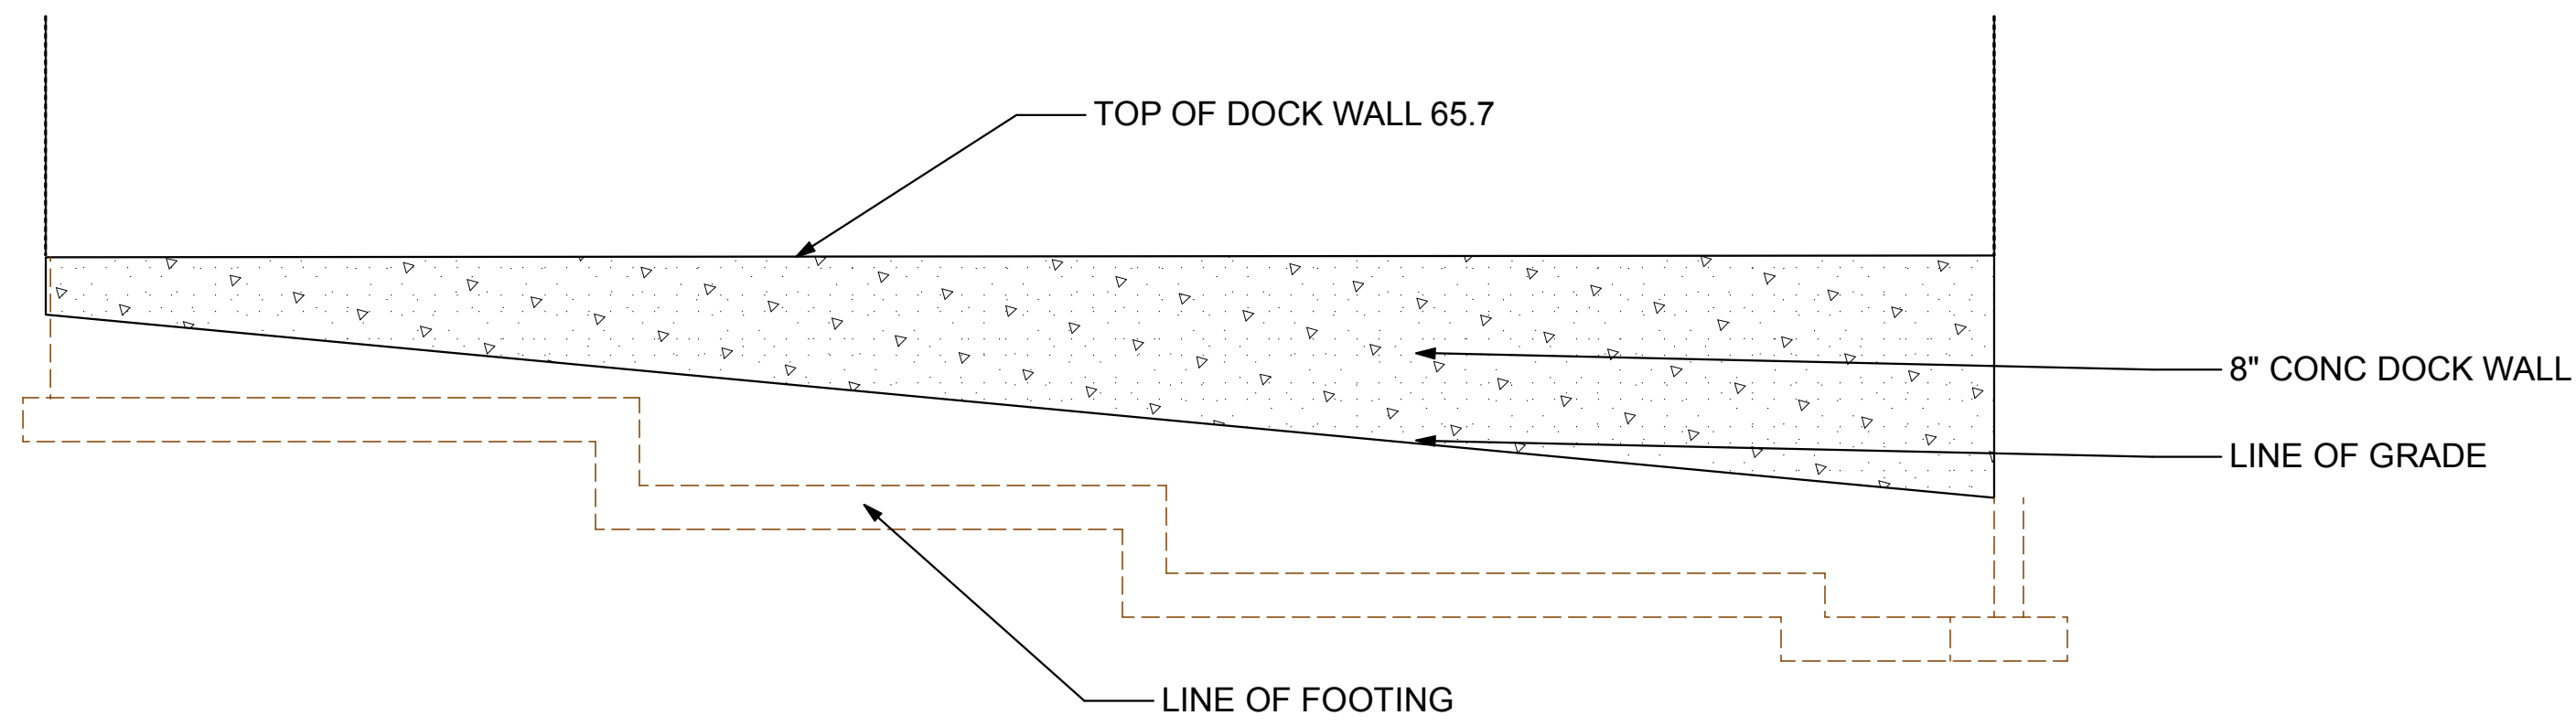 TOP OF DOCK WALL 65.7
8" CONC DOCK WALL
LINE OF GRADE
LINE OF FOOTING